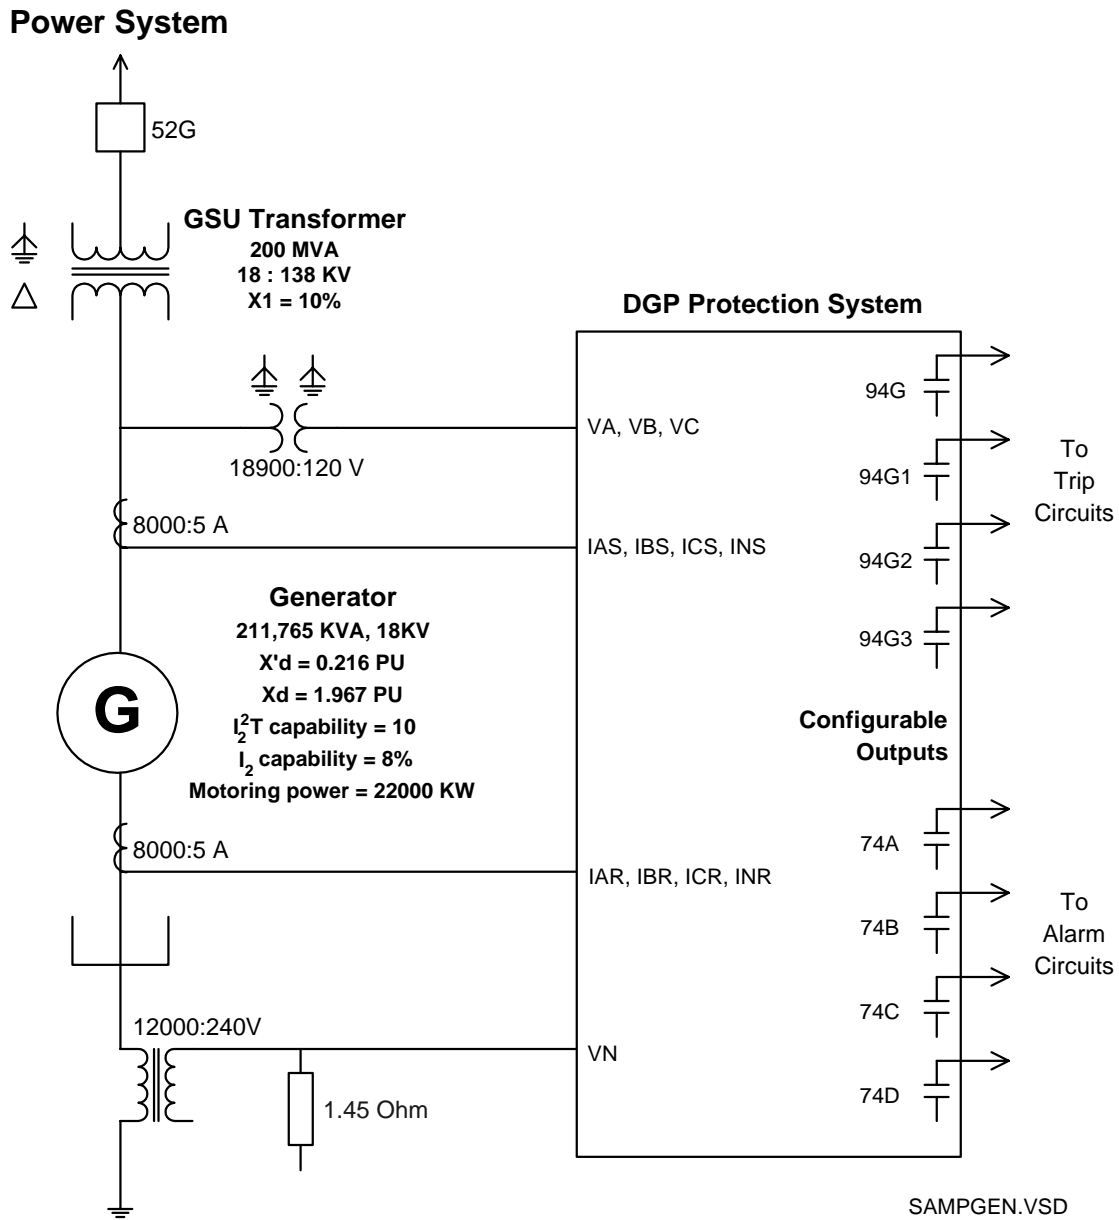 Power System
52G
GSU Transformer
200 MVA
18 : 138 KV
X1 = 10%
DGP Protection System
94G
VA, VB, VC
18900:120 V
94G1
To
Trip
Circuits
8000:5 A
IAS, IBS, ICS, INS
94G2
Generator
211,765 KVA, 18KV
X'd = 0.216 PU
Xd = 1.967 PU
I₂²T capability = 10
I₂ capability = 8%
Motoring power = 22000 KW
G
94G3
Configurable
Outputs
8000:5 A
IAR, IBR, ICR, INR
74A
74B
To
Alarm
Circuits
74C
12000:240V
VN
1.45 Ohm
74D
SAMPGEN.VSD